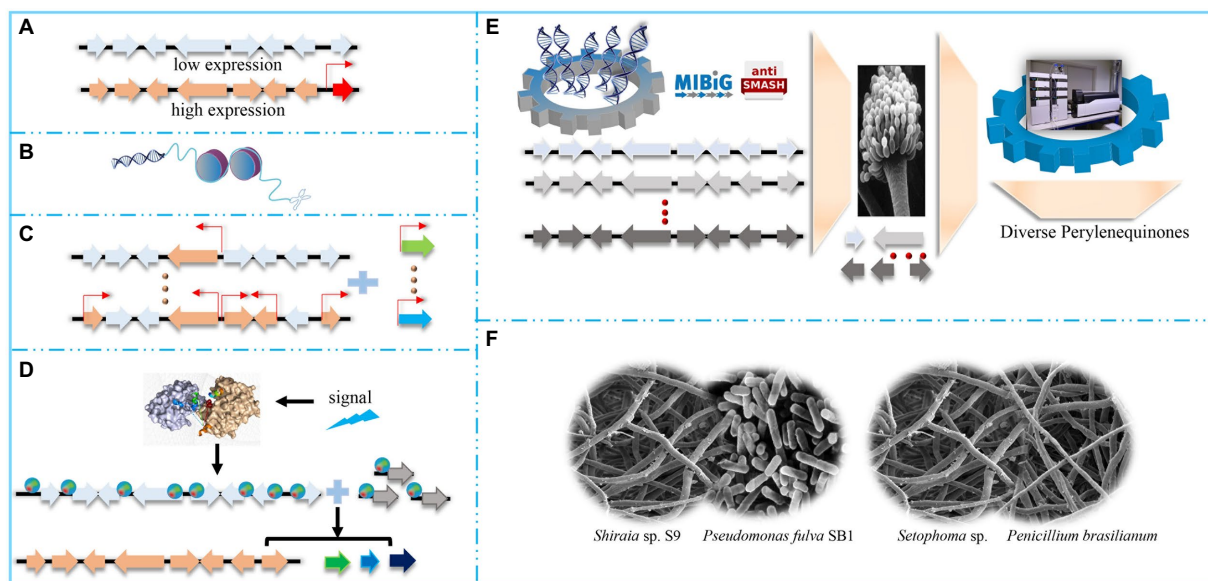 A
low expression
high expression
B
C
D
signal
E
MIBiG
anti
SMASH
Diverse Perylenequinones
F
Shiraia sp. S9
Pseudomonas fulva SB1
Setophoma sp.
Penicillium brasilianum